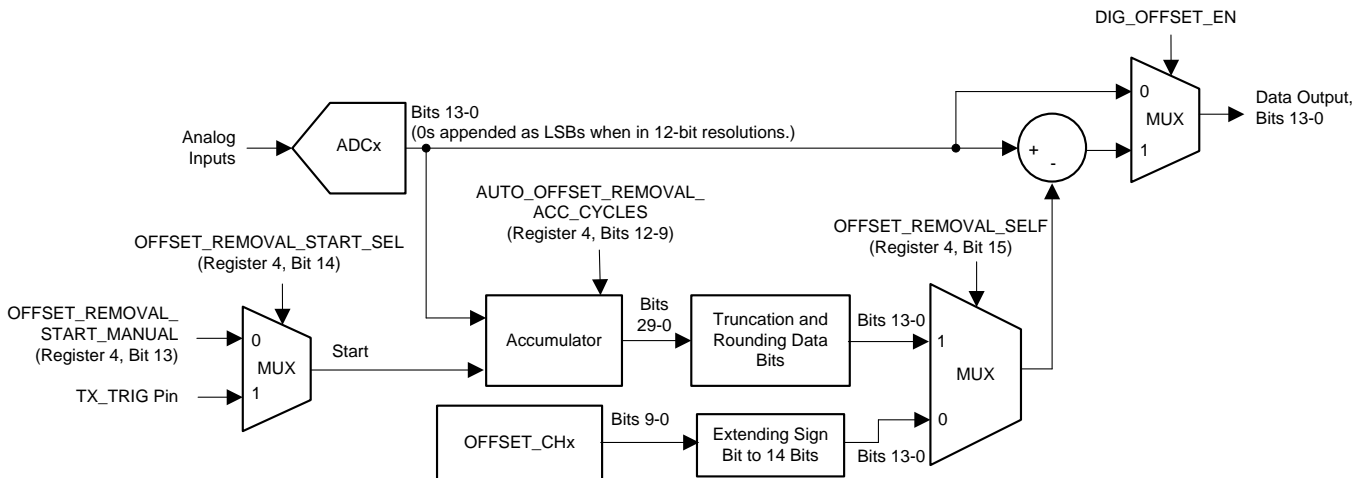 DIG_OFFSET_EN
0
MUX
1
Data Output,
Bits 13-0
Bits 13-0
(0s appended as LSBs when in 12-bit resolutions.)
Analog
Inputs
ADCx
+
-
AUTO_OFFSET_REMOVAL_
ACC_CYCLES
(Register 4, Bits 12-9)
OFFSET_REMOVAL_SELF
(Register 4, Bit 15)
OFFSET_REMOVAL_START_SEL
(Register 4, Bit 14)
OFFSET_REMOVAL_
START_MANUAL
(Register 4, Bit 13)
TX_TRIG Pin
0
MUX
1
Start
Accumulator
Bits
29-0
Truncation and
Rounding Data
Bits
Bits 13-0
1
MUX
0
OFFSET_CHx
Bits 9-0
Extending Sign
Bit to 14 Bits
Bits 13-0